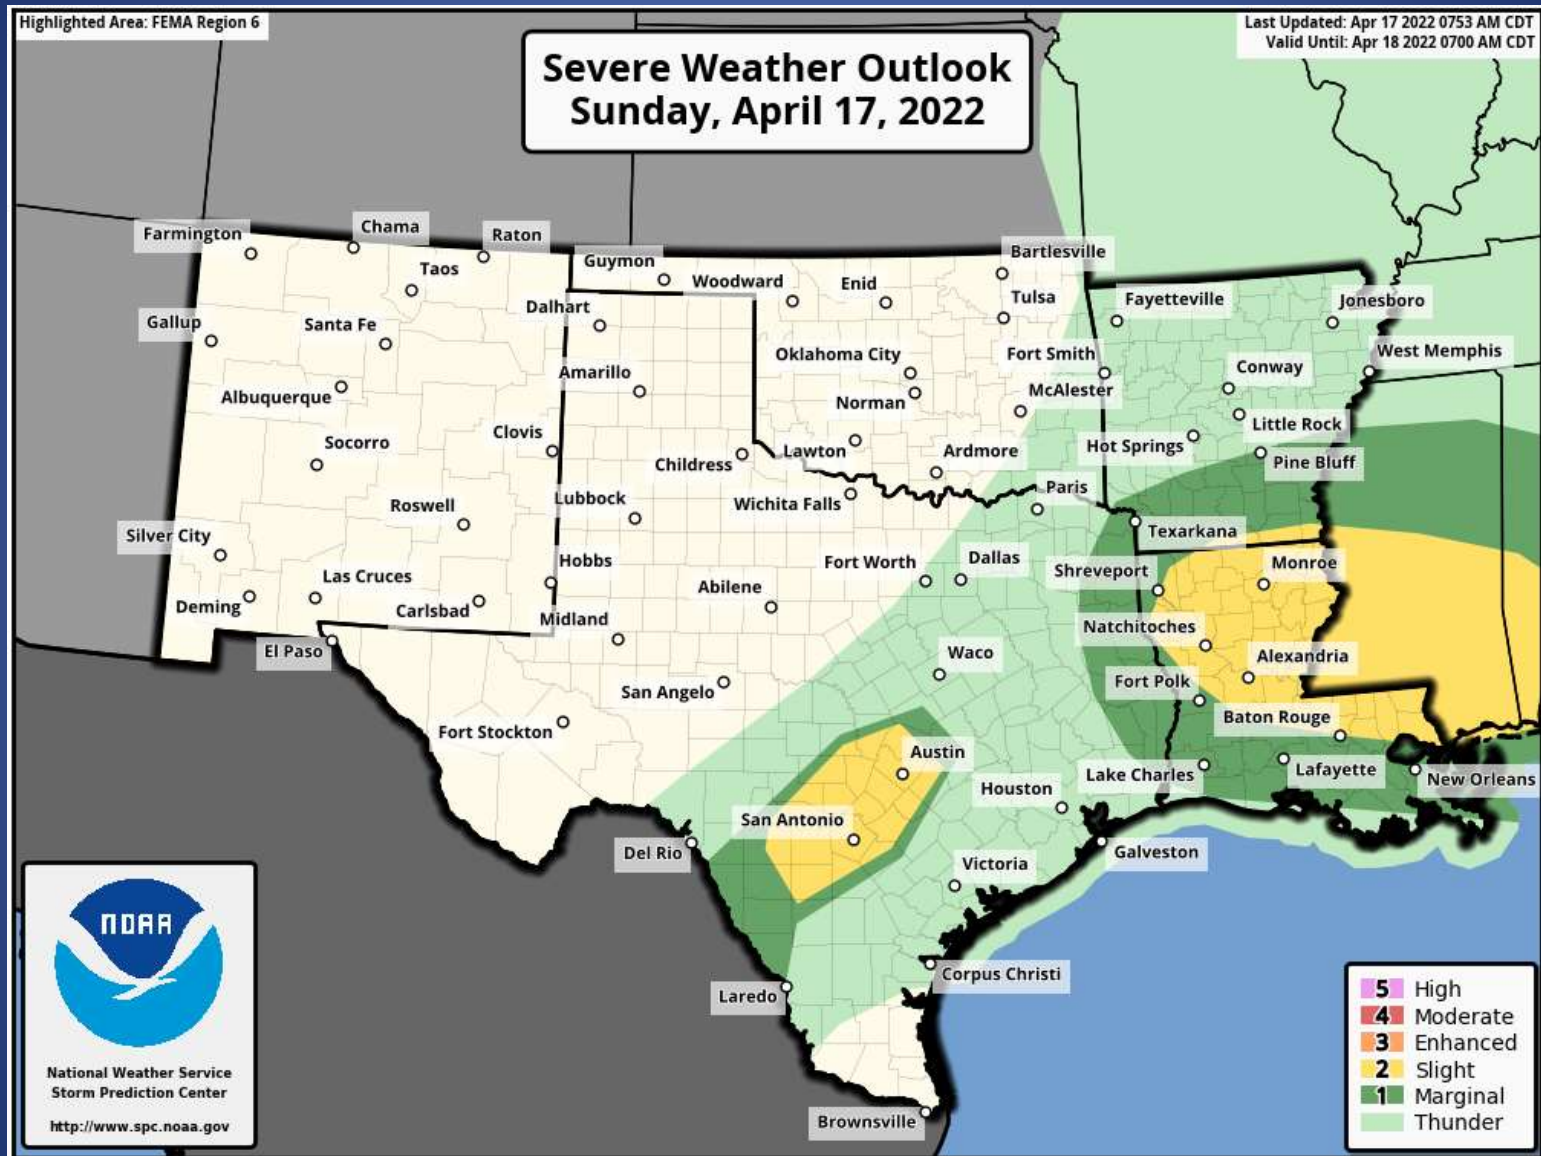 Highlighted Area: FEMA Region 6
Last Updated: Apr 17 2022 0753 AM CDT
Valid Until: Apr 18 2022 0700 AM CDT
Severe Weather Outlook
Sunday, April 17, 2022
Farmington
Chama
Raton
Taos
Guymon
Woodward
Enid
Bartlesville
Tulsa
Fayetteville
Jonesboro
Gallup
Santa Fe
Dalhart
Oklahoma City
Fort Smith
West Memphis
Albuquerque
Amarillo
Norman
McAlester
Conway
Little Rock
Socorro
Clovis
Childress
Lawton
Ardmore
Hot Springs
Pine Bluff
Roswell
Lubbock
Wichita Falls
Paris
Texarkana
Silver City
Las Cruces
Hobbs
Fort Worth
Dallas
Shreveport
Monroe
Deming
Carlsbad
Midland
Abilene
Natchitoches
El Paso
San Angelo
Waco
Alexandria
Fort Polk
Fort Stockton
Baton Rouge
Austin
Lake Charles
Lafayette
New Orleans
San Antonio
Houston
Del Rio
Galveston
Victoria
Laredo
Corpus Christi
Brownsville
NOAA
National Weather Service
Storm Prediction Center
http://www.spc.noaa.gov
5 High
4 Moderate
3 Enhanced
2 Slight
1 Marginal
Thunder